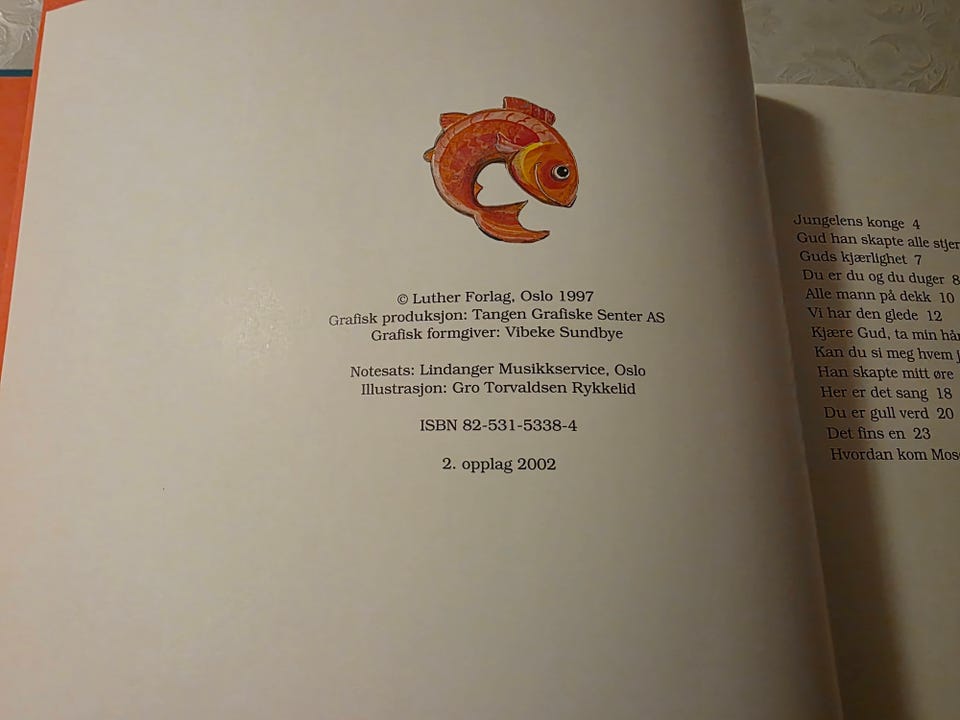 © Luther Forlag, Oslo 1997
Grafisk produksjon: Tangen Grafiske Senter AS
Grafisk formgiver: Vibeke Sundbye
Notesats: Lindanger Musikkservice, Oslo
Illustrasjon: Gro Torvaldsen Rykkelid
ISBN 82-531-5338-4
2. opplag 2002
Jungelens konge 4
Gud han skapte alle
Guds kjærlighet 7
Du er du og du duger 8
Alle mann på dekk 10
Vi har den glede 12
Kjære Gud, ta min
Kan du si meg hvem
Han skapte mitt øre
Her er det sang 18
Du er gull verd 20
Det fins en 23
Hvordan kom